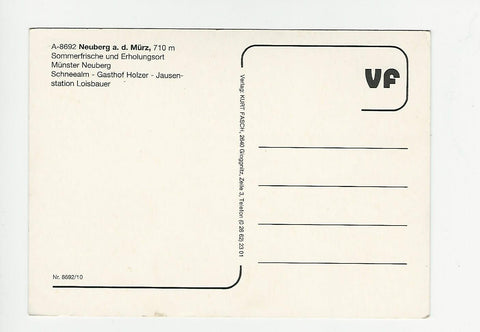 A-8692 Neuberg a. d. Mürz, 710 m
Sommerfrische und Erholungsort
Münster Neuberg
Schneealm - Gasthof Holzer - Jausen-
station Loisbauer
Verlag: KURT FASCH, 2640 Gloggnitz, Zeile 3, Telefon (0 26 62) 23 01
VF
Nr. 8692/10